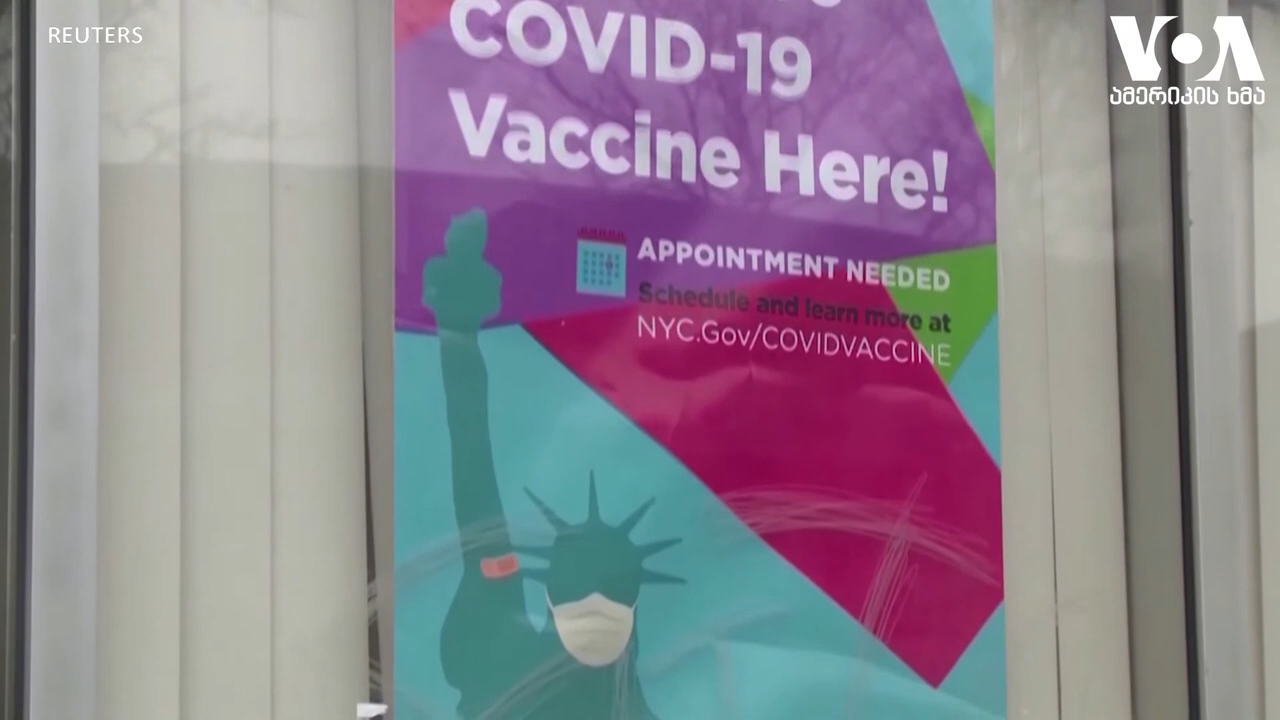 REUTERS
VOA
ამერიკის ხმა
COVID-19
Vaccine Here!
APPOINTMENT NEEDED
Schedule and learn more at
NYC.Gov/COVIDVACCINE